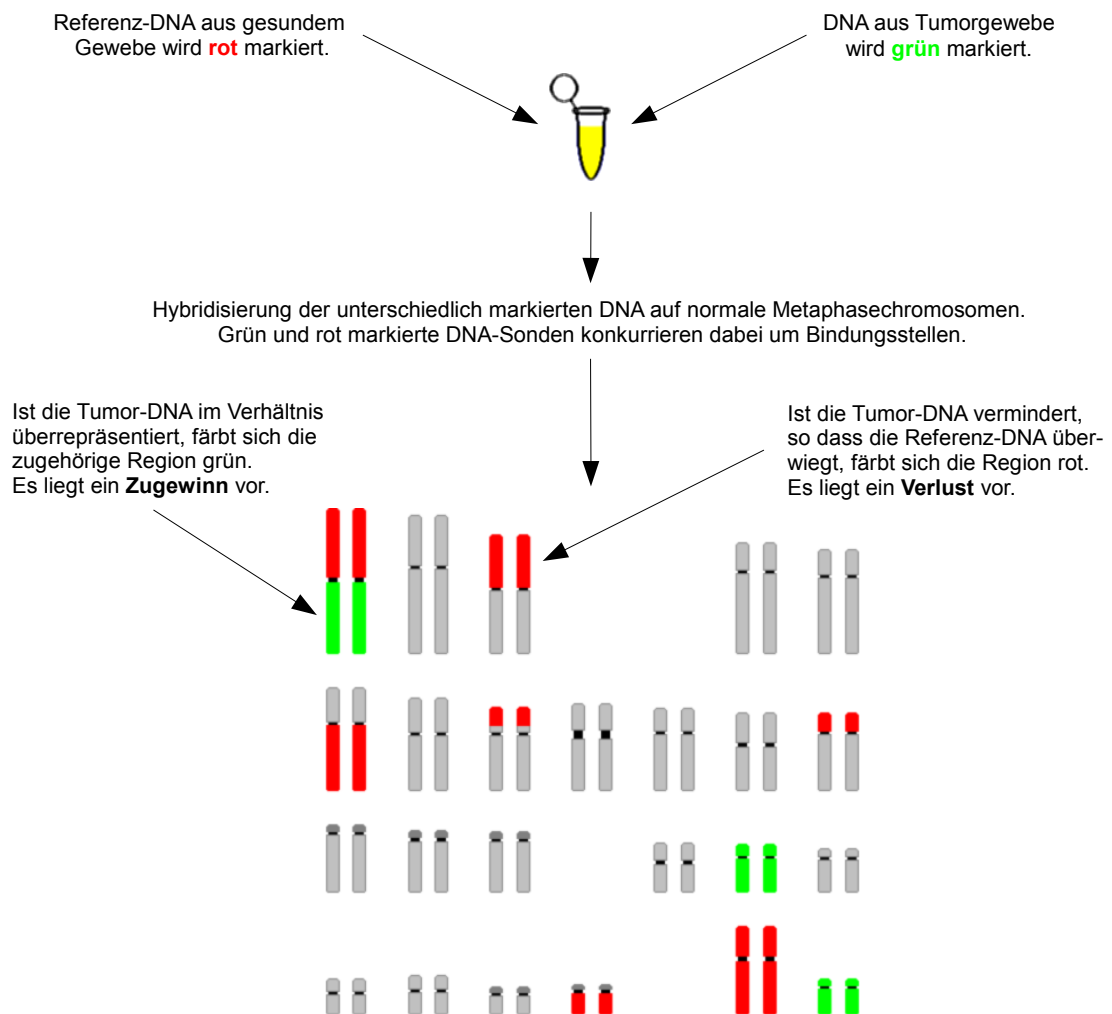 Referenz-DNA aus gesundem
Gewebe wird rot markiert.
DNA aus Tumorgewebe
wird grün markiert.
Hybridisierung der unterschiedlich markierten DNA auf normale Metaphasechromosomen.
Grün und rot markierte DNA-Sonden konkurrieren dabei um Bindungsstellen.
Ist die Tumor-DNA im Verhältnis
überrepräsentiert, färbt sich die
zugehörige Region grün.
Es liegt ein Zugewinn vor.
Ist die Tumor-DNA vermindert,
so dass die Referenz-DNA über-
wiegt, färbt sich die Region rot.
Es liegt ein Verlust vor.